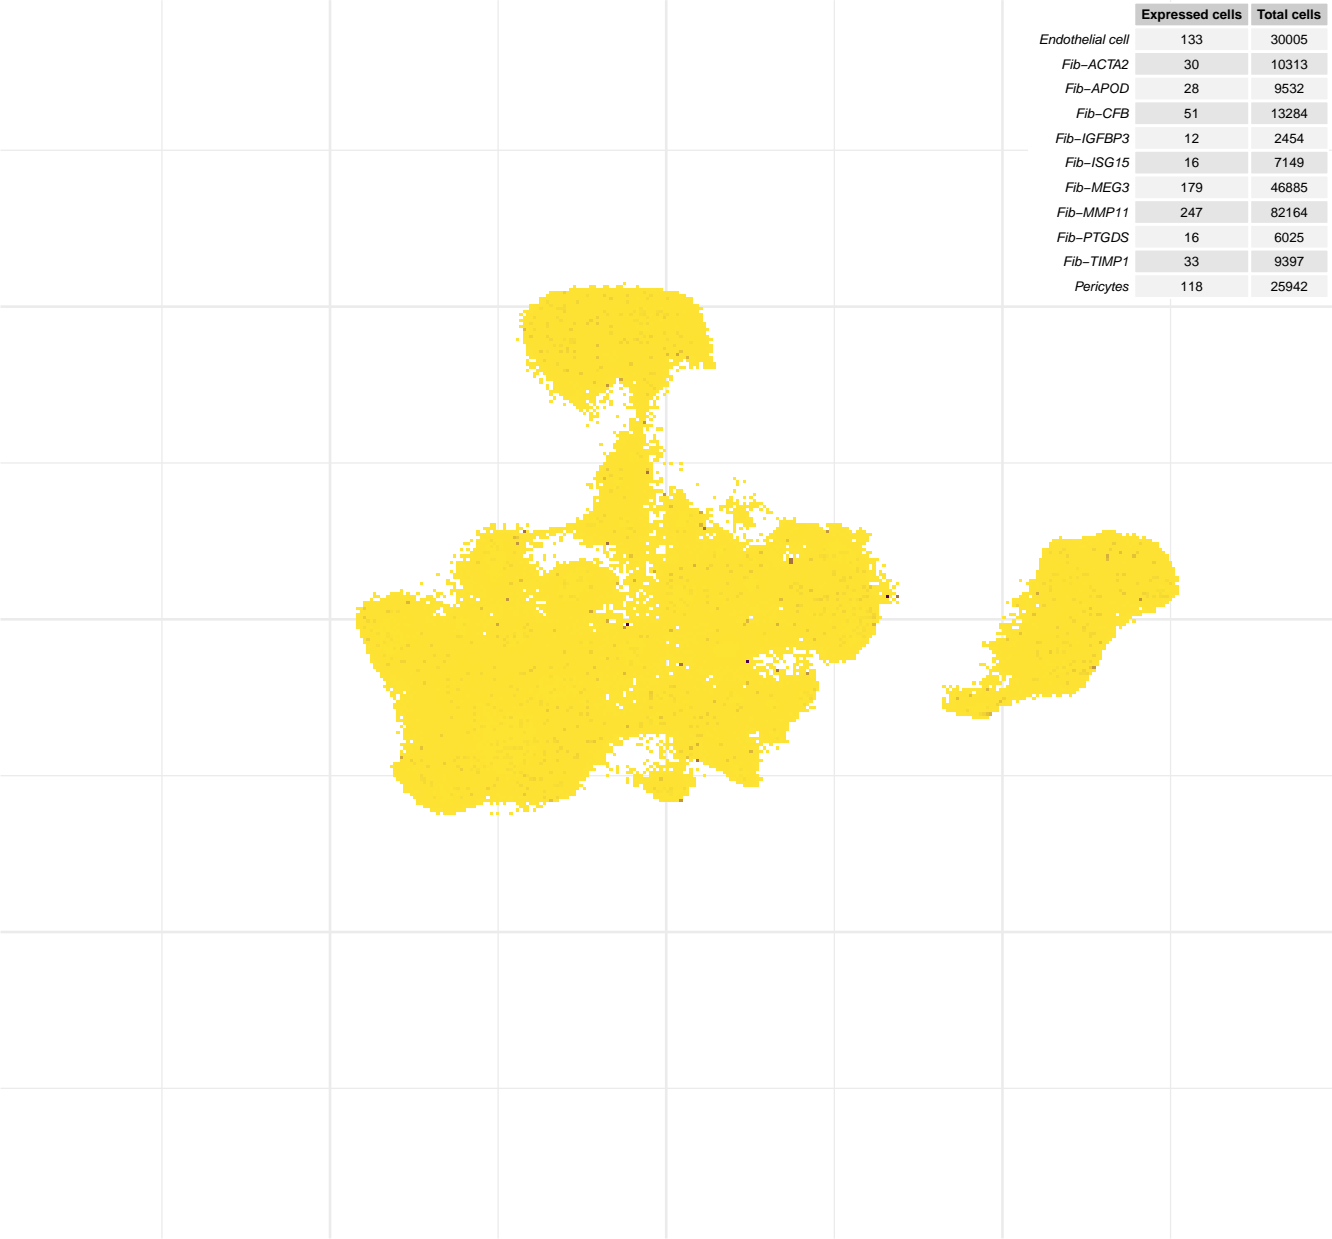 Expressed cells Total cells
Endothelial cell 133 30005
Fib−ACTA2 30 10313
Fib−APOD 28 9532
Fib−CFB 51 13284
Fib−IGFBP3 12 2454
Fib−ISG15 16 7149
Fib−MEG3 179 46885
Fib−MMP11 247 82164
Fib−PTGDS 16 6025
Fib−TIMP1 33 9397
Pericytes 118 25942